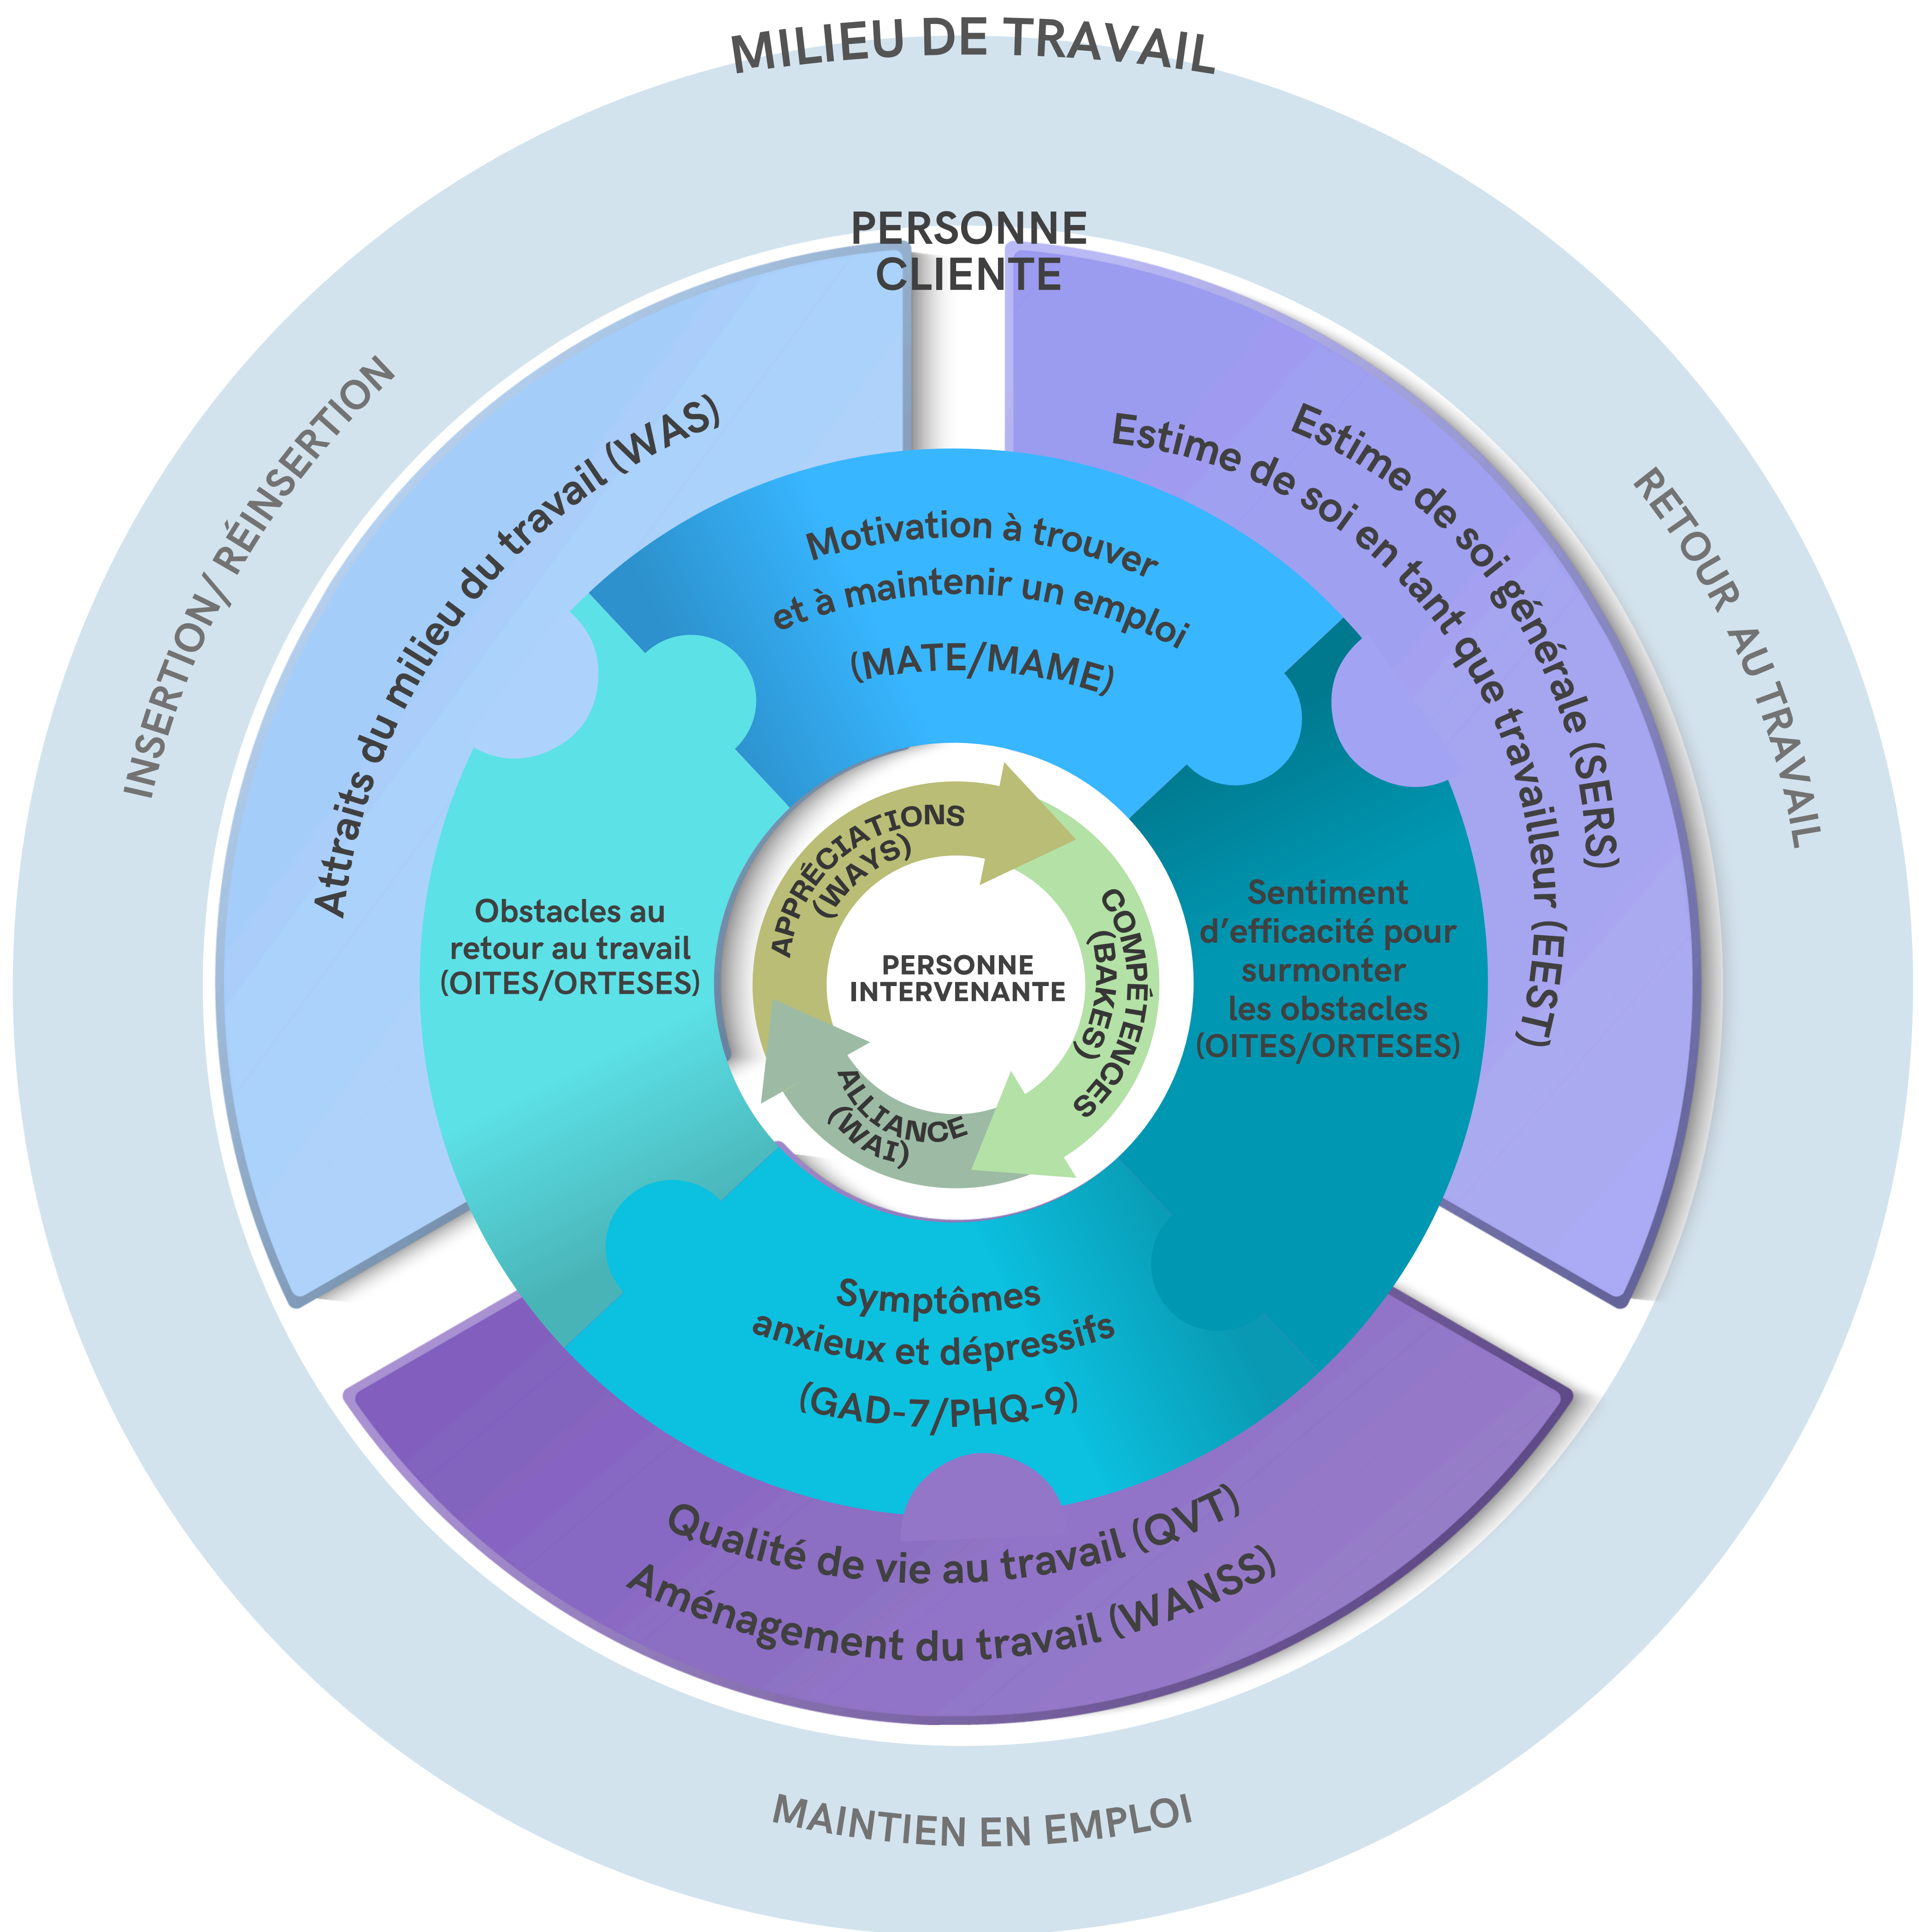 MILIEU DE TRAVAIL
PERSONNE
CLIENTE
INSERTION/ RÉINSERTION
RETOUR AU TRAVAIL
Attraits du milieu du travail (WAS)
Estime de soi générale (SERS)
Estime de soi en tant que travailleur (EEST)
Motivation à trouver
et à maintenir un emploi
(MATE/MAME)
Obstacles au
retour au travail
(OITES/ORTESES)
APPRÉCIATIONS
(WAYS)
COMPÉTENCES
(BAKES)
PERSONNE
INTERVENANTE
ALLIANCE
(WAI)
Sentiment
d’efficacité pour
surmonter
les obstacles
(OITES/ORTESES)
Symptômes
anxieux et dépressifs
(GAD-7/PHQ-9)
Qualité de vie au travail (QVT)
Aménagement du travail (WANSS)
MAINTIEN EN EMPLOI